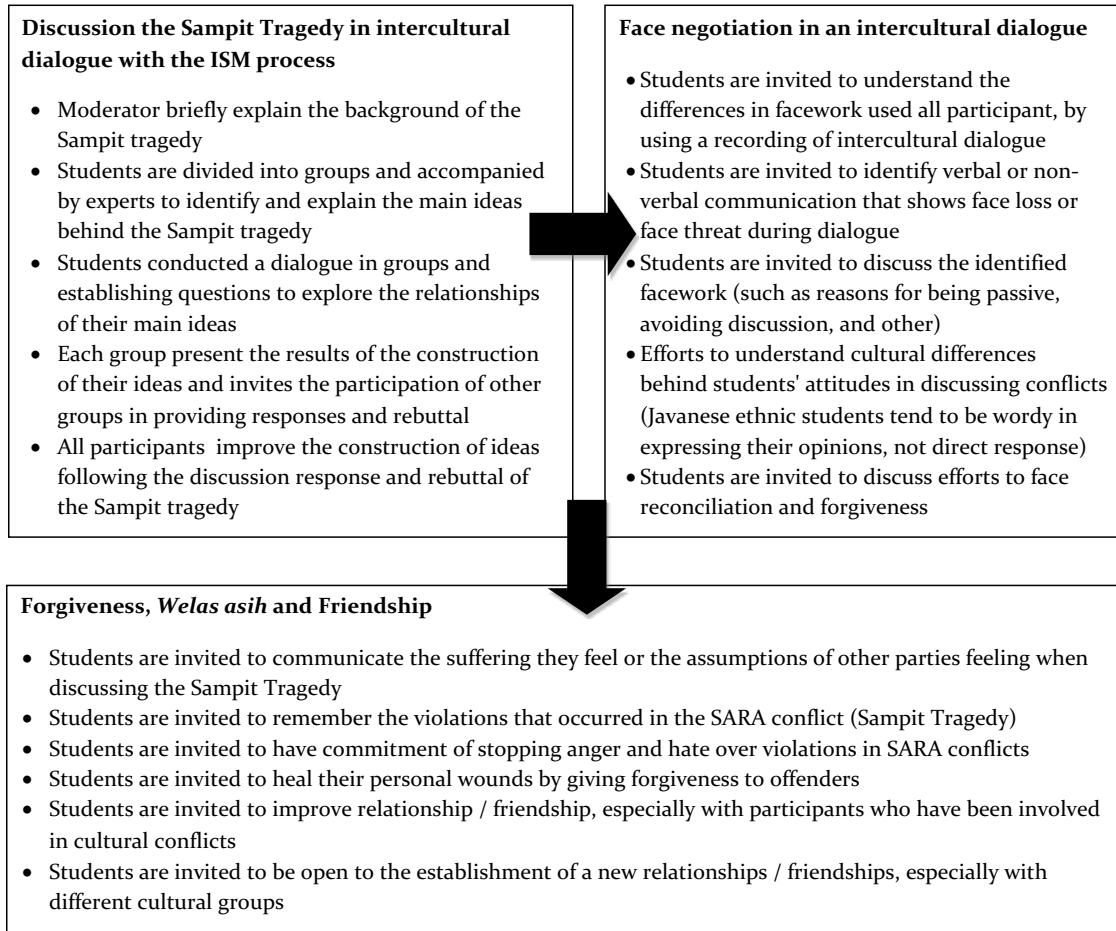 Discussion the Sampit Tragedy in intercultural
dialogue with the ISM process
• Moderator briefly explain the background of the
Sampit tragedy
• Students are divided into groups and accompanied
by experts to identify and explain the main ideas
behind the Sampit tragedy
• Students conducted a dialogue in groups and
establishing questions to explore the relationships
of their main ideas
• Each group present the results of the construction
of their ideas and invites the participation of other
groups in providing responses and rebuttal
• All participants improve the construction of ideas
following the discussion response and rebuttal of
the Sampit tragedy
Face negotiation in an intercultural dialogue
• Students are invited to understand the
differences in facework used all participant, by
using a recording of intercultural dialogue
• Students are invited to identify verbal or non-
verbal communication that shows face loss or
face threat during dialogue
• Students are invited to discuss the identified
facework (such as reasons for being passive,
avoiding discussion, and other)
• Efforts to understand cultural differences
behind students' attitudes in discussing conflicts
(Javanese ethnic students tend to be wordy in
expressing their opinions, not direct response)
• Students are invited to discuss efforts to face
reconciliation and forgiveness
Forgiveness, Welas asih and Friendship
• Students are invited to communicate the suffering they feel or the assumptions of other parties feeling when
discussing the Sampit Tragedy
• Students are invited to remember the violations that occurred in the SARA conflict (Sampit Tragedy)
• Students are invited to have commitment of stopping anger and hate over violations in SARA conflicts
• Students are invited to heal their personal wounds by giving forgiveness to offenders
• Students are invited to improve relationship / friendship, especially with participants who have been involved
in cultural conflicts
• Students are invited to be open to the establishment of a new relationships / friendships, especially with
different cultural groups